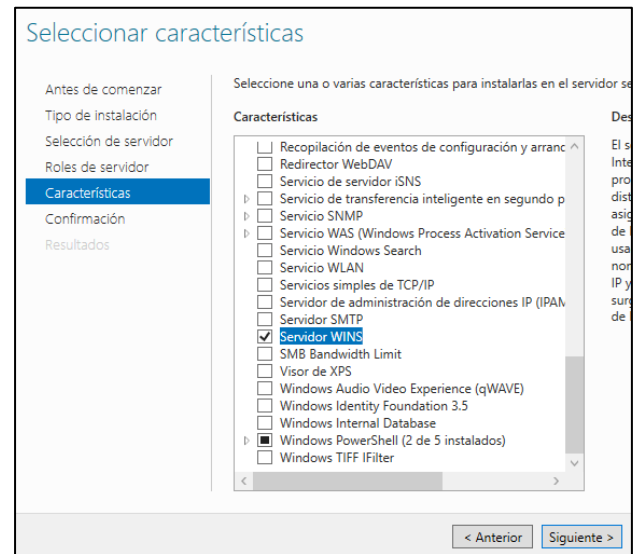 Seleccionar características
Antes de comenzar
Tipo de instalación
Selección de servidor
Roles de servidor
Características
Confirmación
Resultados
Seleccione una o varias características para instalarlas en el servidor se
Características
Recopilación de eventos de configuración y arranc
Redirector WebDAV
Servicio de servidor iSNS
Servicio de transferencia inteligente en segundo p
Servicio SNMP
Servicio WAS (Windows Process Activation Service
Servicio Windows Search
Servicio WLAN
Servicios simples de TCP/IP
Servidor de administración de direcciones IP (IPAM
Servidor SMTP
Servidor WINS
SMB Bandwidth Limit
Visor de XPS
Windows Audio Video Experience (qWAVE)
Windows Identity Foundation 3.5
Windows Internal Database
Windows PowerShell (2 de 5 instalados)
Windows TIFF IFilter
Des
El s
Inte
pro
dist
asig
de
usa
nor
IP y
surg
de
< Anterior
Siguiente >